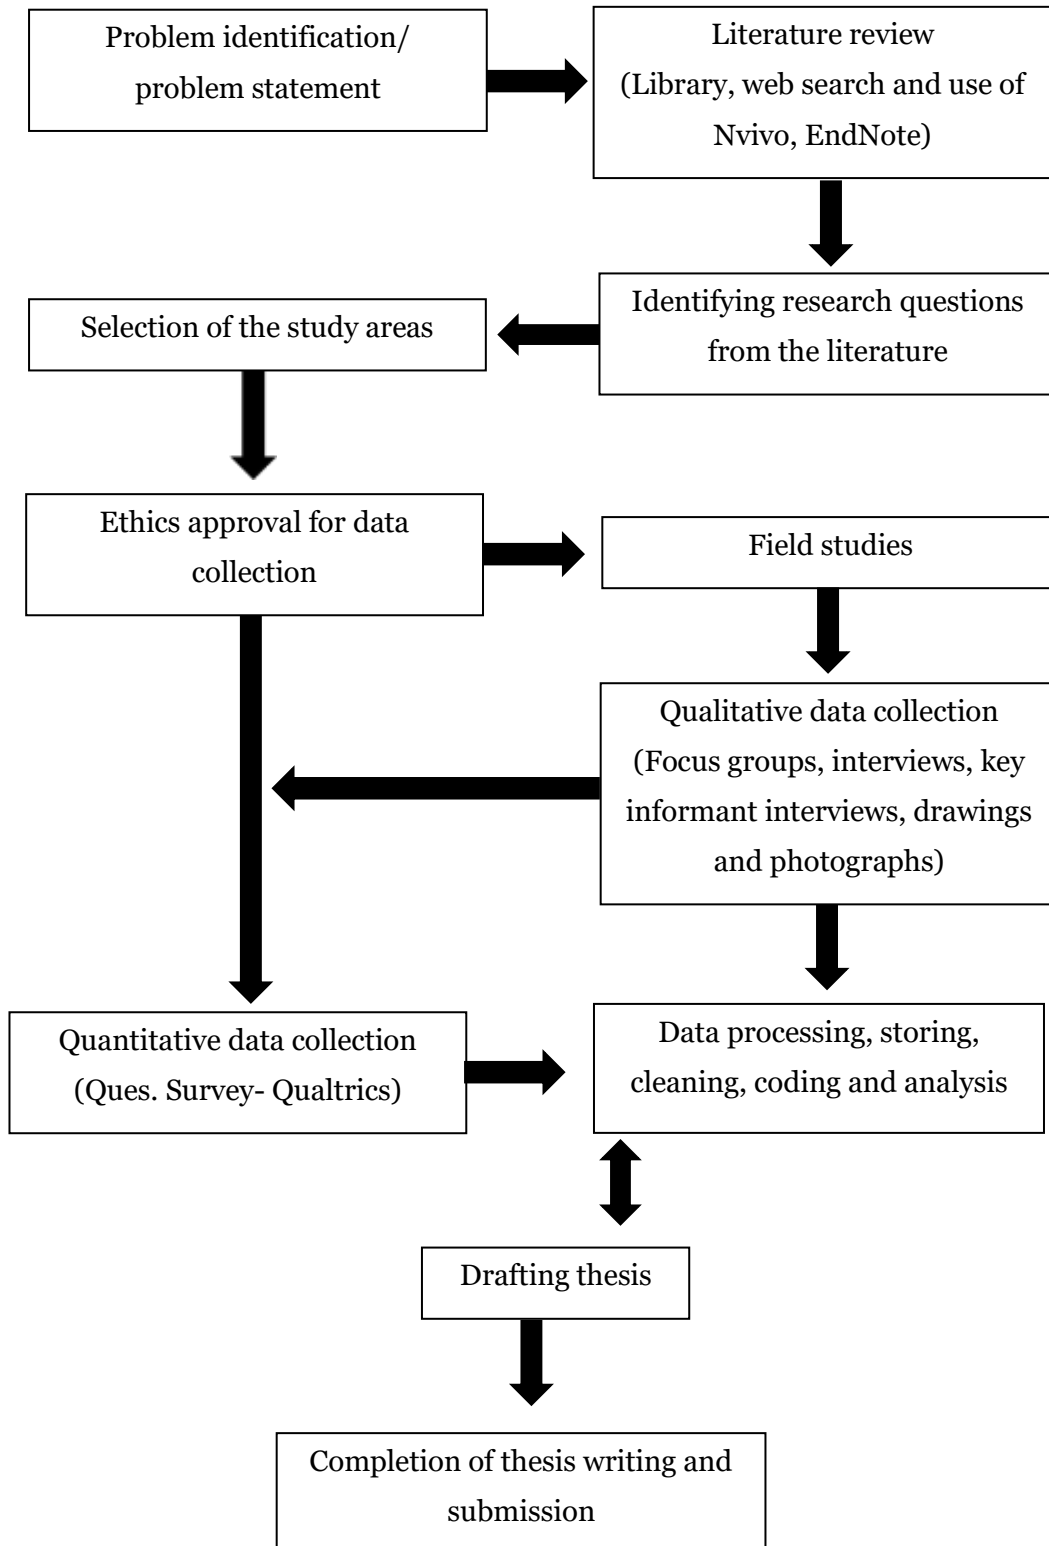 Problem identification/
problem statement
Literature review
(Library, web search and use of
Nvivo, EndNote)
Identifying research questions
from the literature
Selection of the study areas
Ethics approval for data
collection
Field studies
Qualitative data collection
(Focus groups, interviews, key
informant interviews, drawings
and photographs)
Quantitative data collection
(Ques. Survey- Qualtrics)
Data processing, storing,
cleaning, coding and analysis
Drafting thesis
Completion of thesis writing and
submission